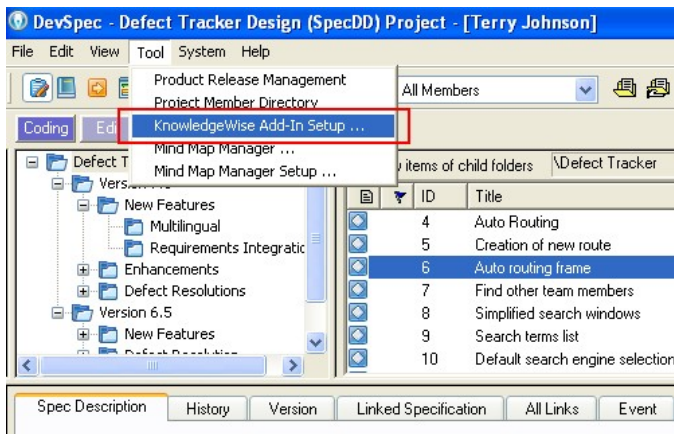 DevSpec - Defect Tracker Design (SpecDD) Project - [Terry Johnson]
File Edit View Tool System Help
Product Release Management
Project Member Directory
KnowledgeWise Add-In Setup ...
Mind Map Manager ...
Mind Map Manager Setup ...
All Members
Coding
Defect T
items of child folders \Defect Tracker
ID Title
New Features
Multilingual
Requirements Integratic
Enhancements
Defect Resolutions
Version 6.5
New Features
4 Auto Routing
5 Creation of new route
6 Auto routing frame
7 Find other team members
8 Simplified search windows
9 Search terms list
10 Default search engine selection
Spec Description History Version Linked Specification All Links Event